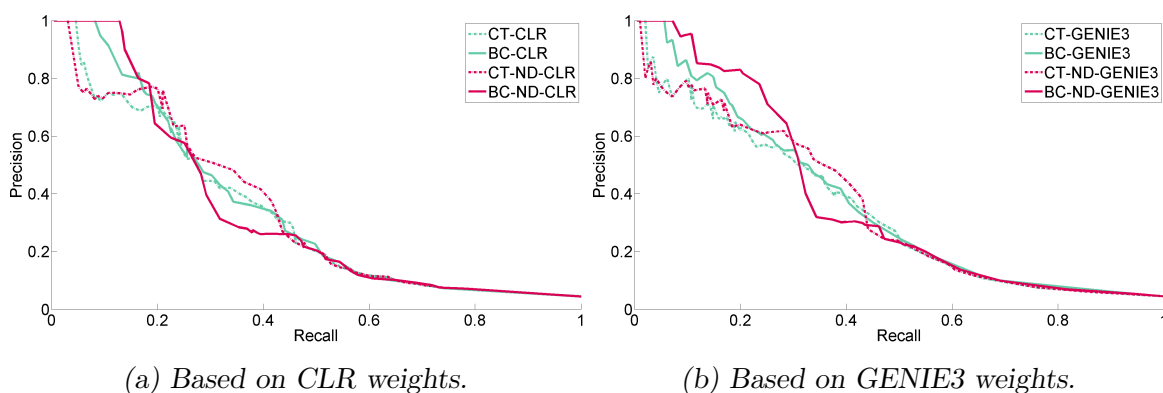 1
0.8
0.6
0.4
0.2
0
Precision
0
0.2
0.4
0.6
0.8
1
Recall
CT-CLR
BC-CLR
CT-ND-CLR
BC-ND-CLR
(a) Based on CLR weights.
1
0.8
0.6
0.4
0.2
0
Precision
0
0.2
0.4
0.6
0.8
1
Recall
CT-GENIE3
BC-GENIE3
CT-ND-GENIE3
BC-ND-GENIE3
(b) Based on GENIE3 weights.